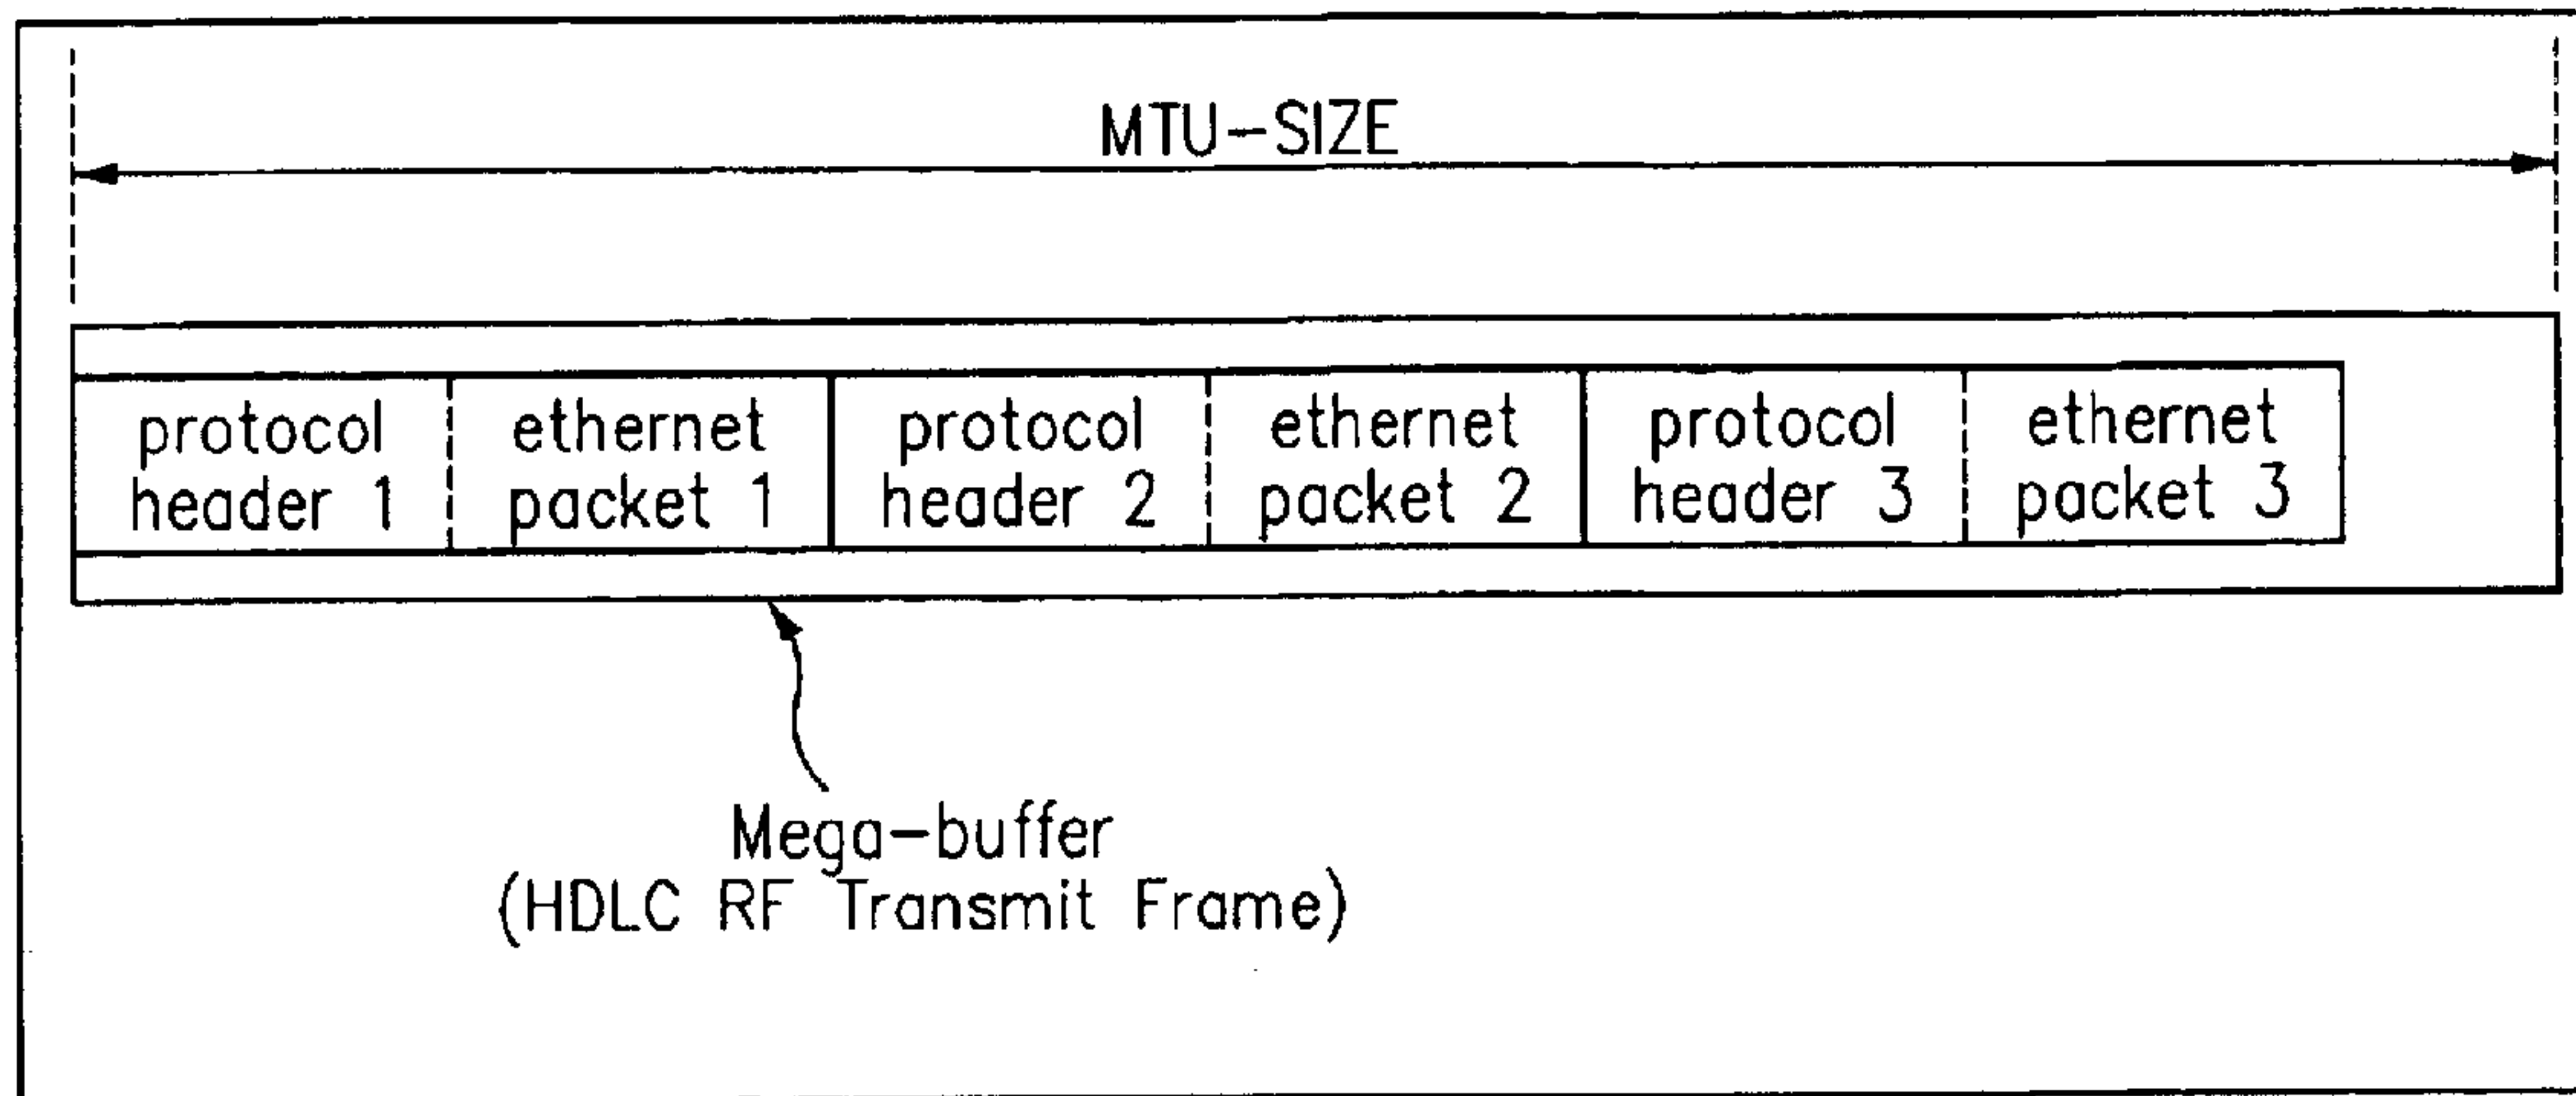 MTU-SIZE
protocol header 1
ethernet packet 1
protocol header 2
ethernet packet 2
protocol header 3
ethernet packet 3
Mega-buffer
(HDLC RF Transmit Frame)